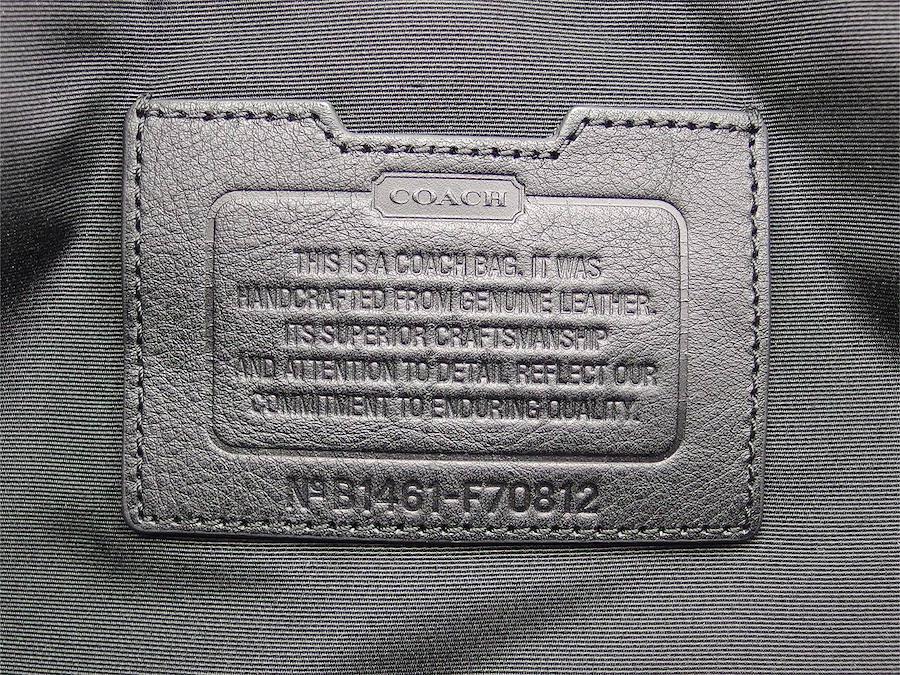 COACH
THIS IS A COACH BAG. IT WAS
HANDCRAFTED FROM GENUINE LEATHER.
ITS SUPERIOR CRAFTSMANSHIP
AND ATTENTION TO DETAIL REFLECT OUR
COMMITMENT TO ENDURING QUALITY.
Nº B1461-F70812